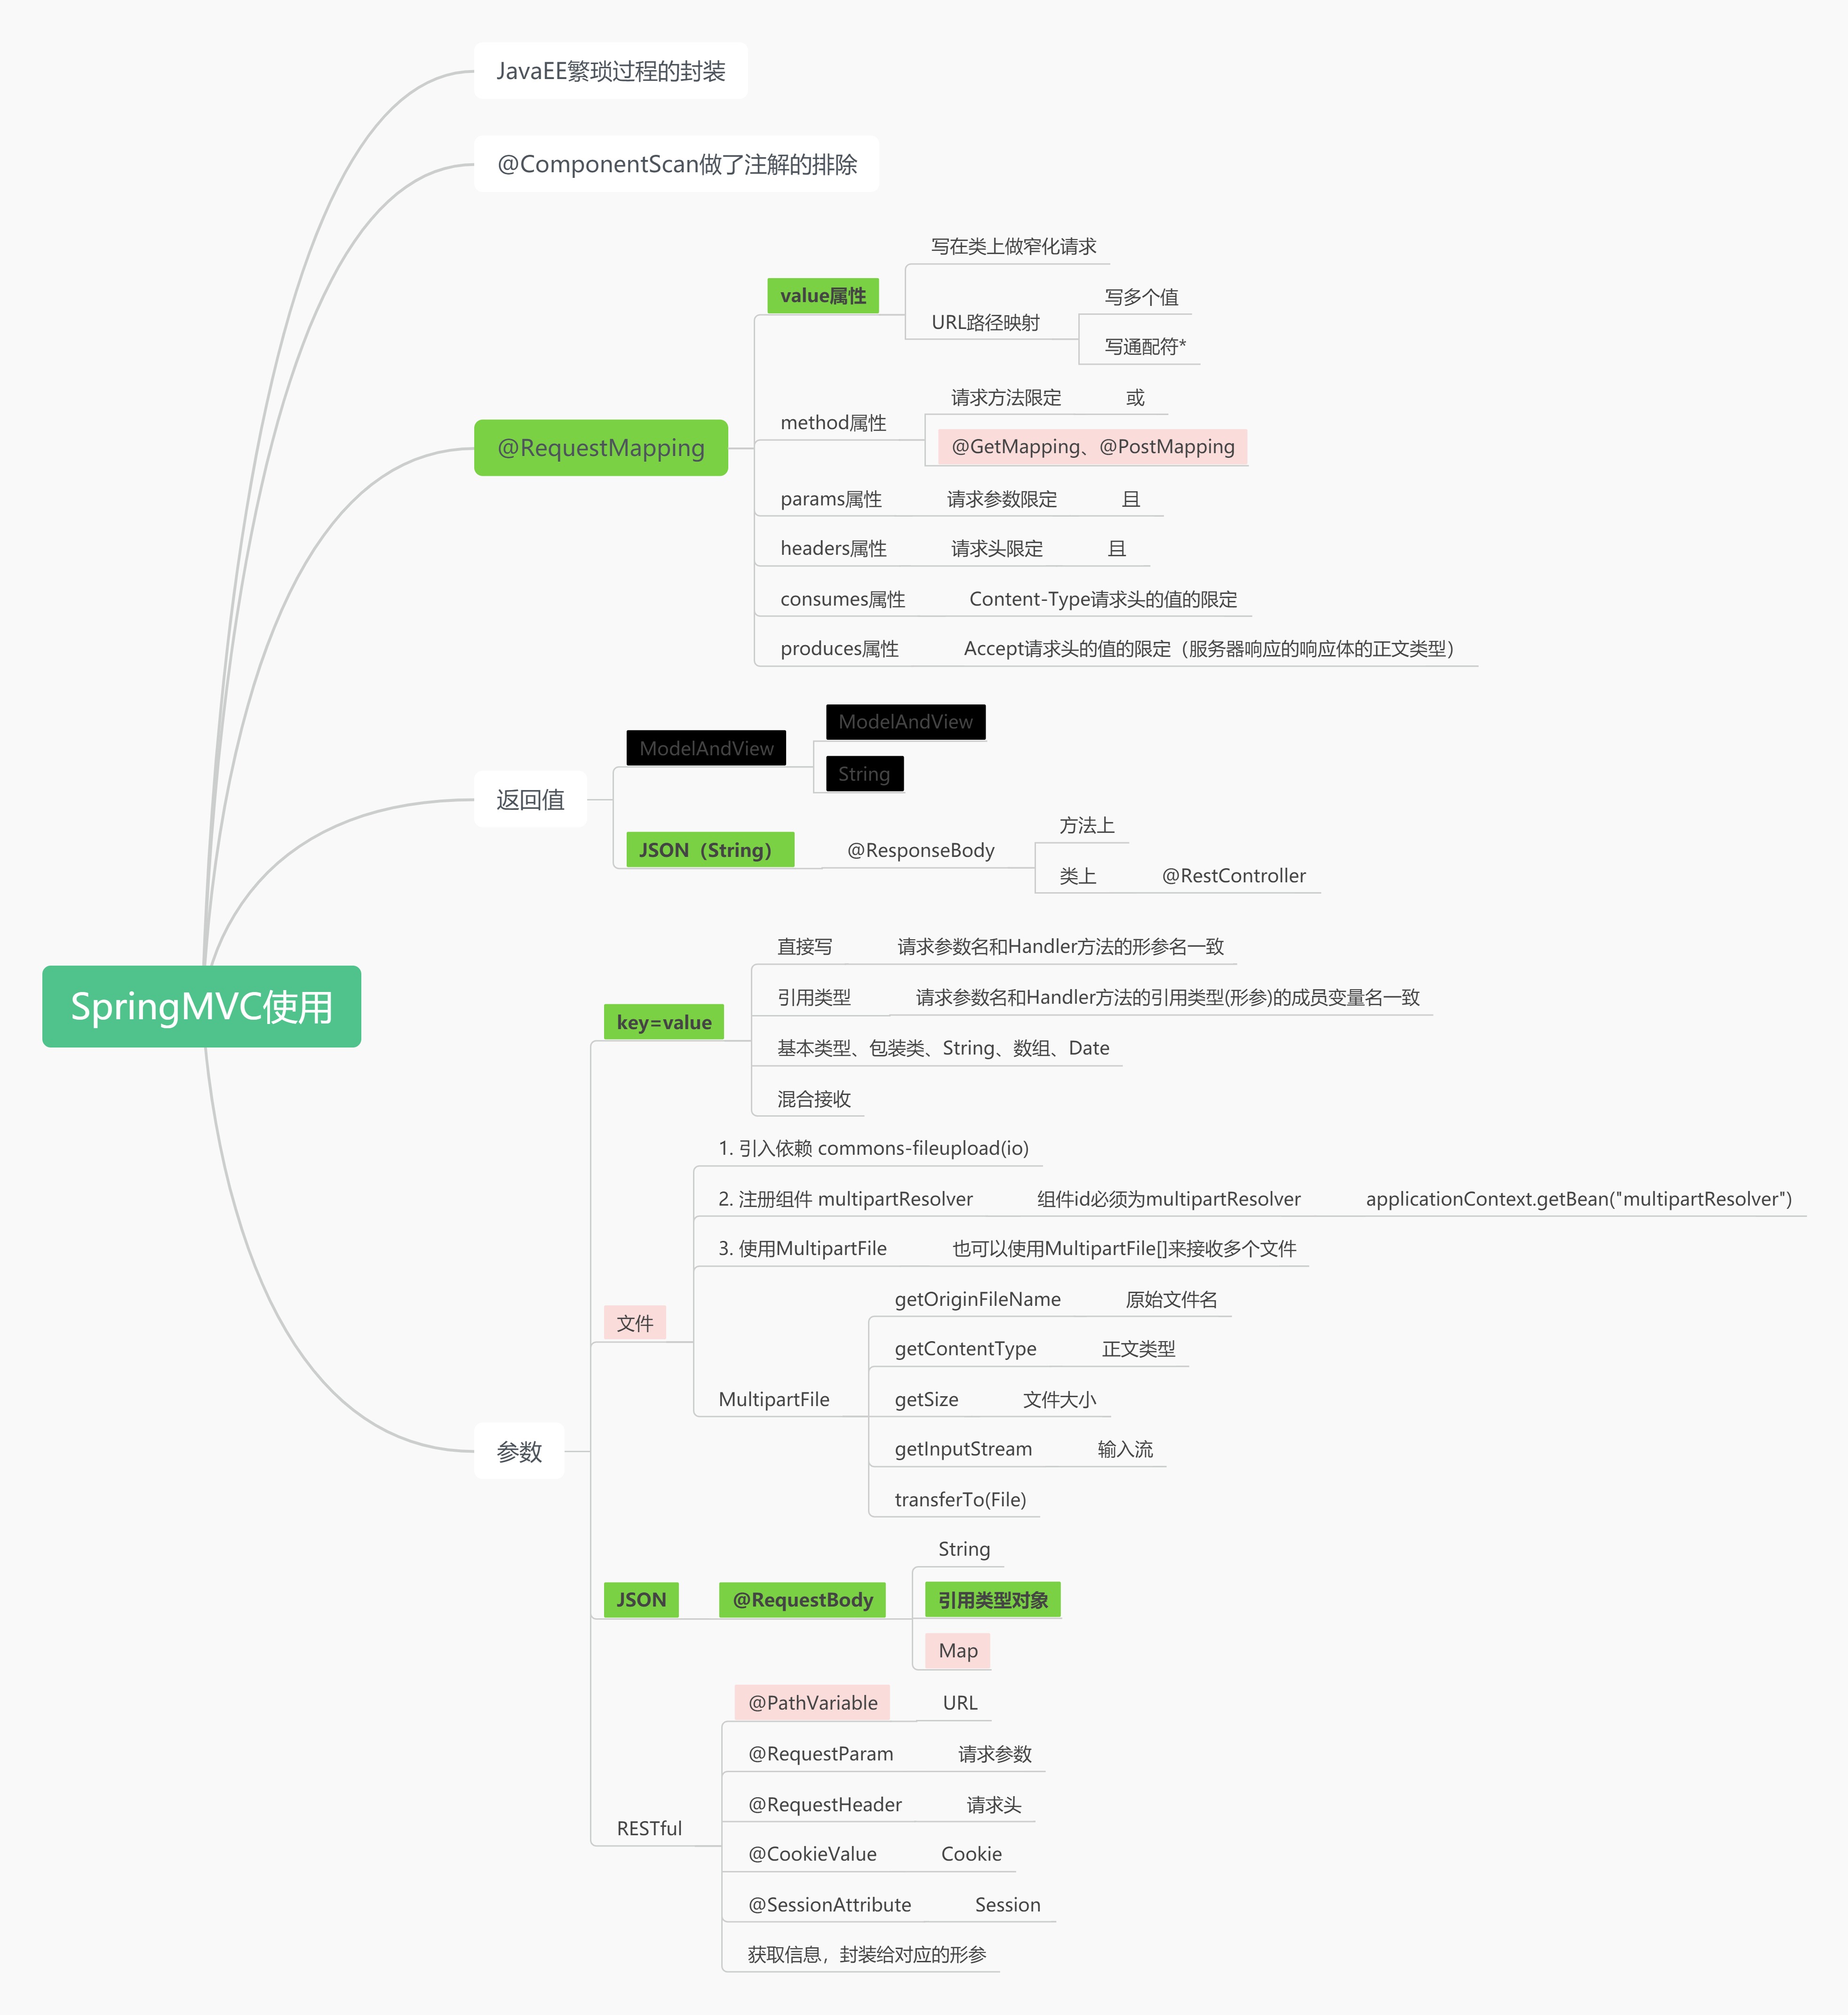 JavaEE繁琐过程的封装
@ComponentScan做了注解的排除
@RequestMapping
value属性
写在类上做窄化请求
URL路径映射
写多个值
写通配符*
method属性
请求方法限定 或
@GetMapping、@PostMapping
params属性 请求参数限定 且
headers属性 请求头限定 且
consumes属性 Content-Type请求头的值的限定
produces属性 Accept请求头的值的限定（服务器响应的响应体的正文类型）
返回值
ModelAndView
ModelAndView
String
JSON（String） @ResponseBody
方法上
类上 @RestController
SpringMVC使用
参数
key=value
直接写 请求参数名和Handler方法的形参名一致
引用类型 请求参数名和Handler方法的引用类型(形参)的成员变量名一致
基本类型、包装类、String、数组、Date
混合接收
文件
1. 引入依赖 commons-fileupload(io)
2. 注册组件 multipartResolver 组件id必须为multipartResolver applicationContext.getBean("multipartResolver")
3. 使用MultipartFile 也可以使用MultipartFile[]来接收多个文件
MultipartFile
getOriginFileName 原始文件名
getContentType 正文类型
getSize 文件大小
getInputStream 输入流
transferTo(File)
JSON @RequestBody
String
引用类型对象
Map
RESTful
@PathVariable URL
@RequestParam 请求参数
@RequestHeader 请求头
@CookieValue Cookie
@SessionAttribute Session
获取信息，封装给对应的形参